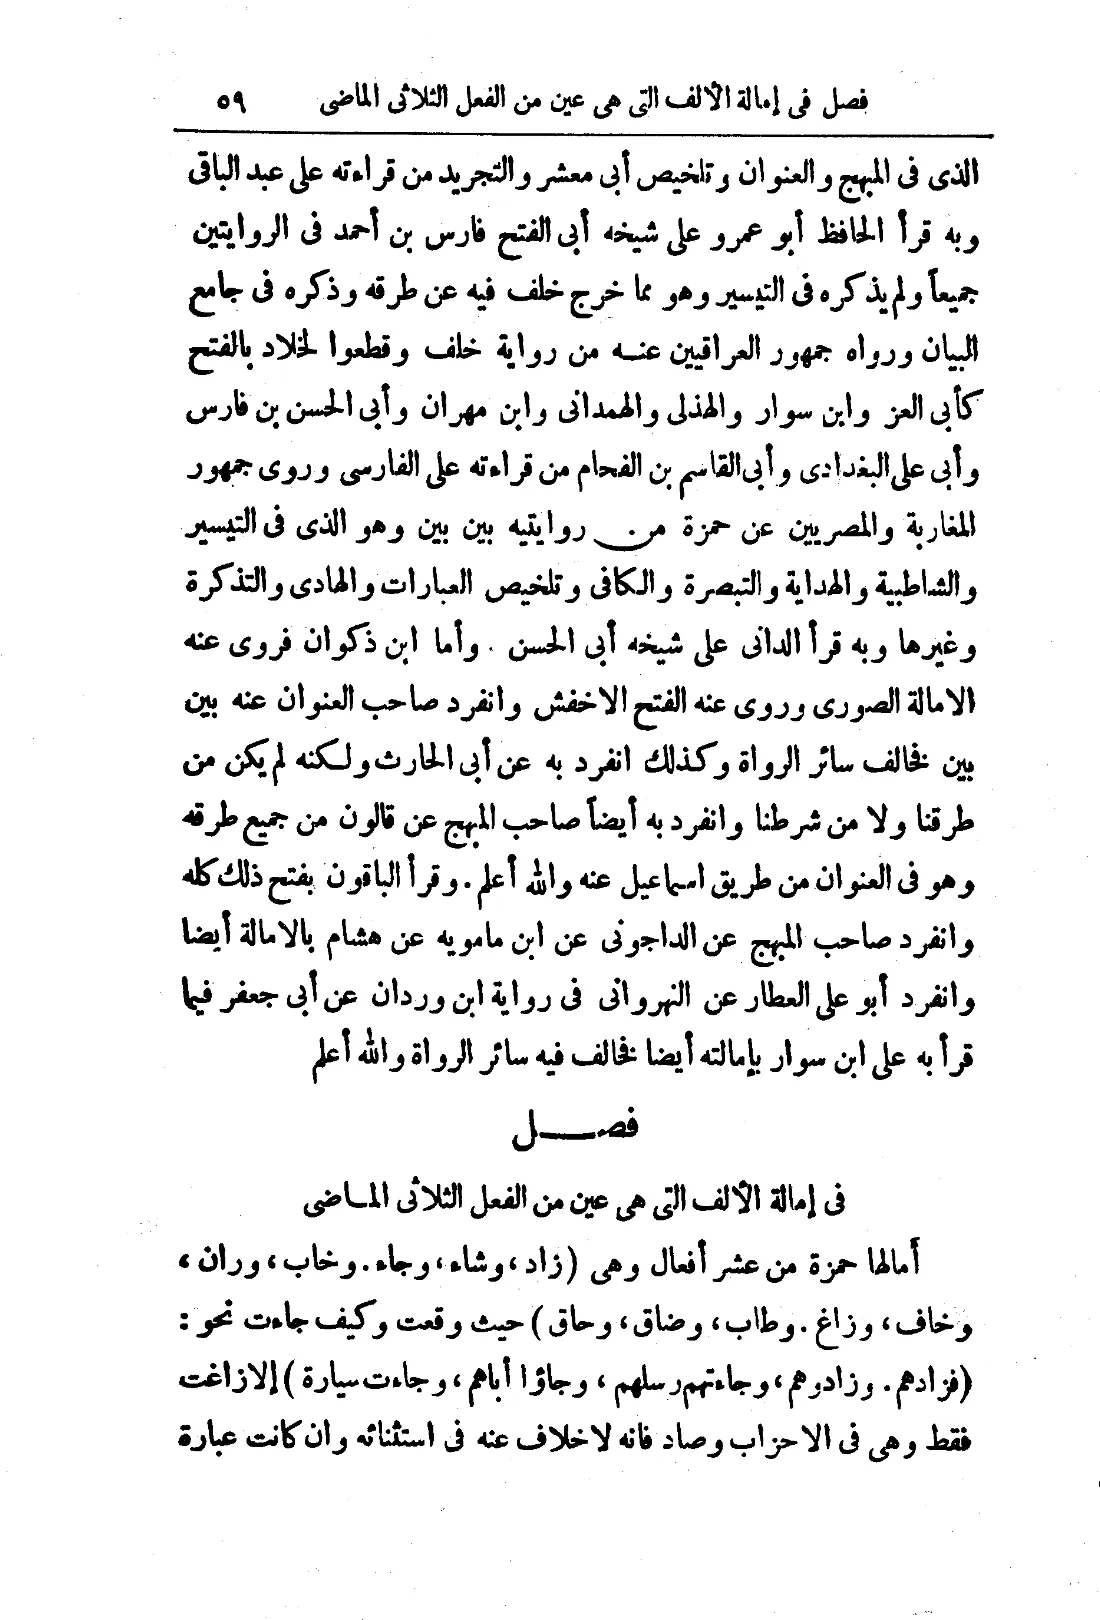 فصل فى إمالة الألف التى هى عين من الفعل الثلاثى الماضى ٥٩
الذى فى المبهج والعنوان وتلخيص أبى معشر والتجريد من قراءته على عبد الباقى
وبه قرأ الحافظ أبو عمرو على شيخه أبى الفتح فارس بن أحمد فى الروايتين
جميعاً ولم يذكره فى التيسير وهو مما خرج خلف فيه عن طرقه وذكره فى جامع
البيان ورواه جمهور العراقيين عنه من رواية خلف وقطعوا لخلاد بالفتح
كأبى العز وابن سوار والهذلى والهمدانى وابن مهران وأبى الحسن بن فارس
وأبى على البغدادى وأبى القاسم بن الفحام من قراءته على الفارسى وروى جمهور
المغاربة والمصريين عن حمزة من روايتيه بين بين وهو الذى فى التيسير
والشاطبية والهداية والتبصرة والكافى وتلخيص العبارات والهادى والتذكرة
وغيرها وبه قرأ الدانى على شيخه أبى الحسن . وأما ابن ذكوان فروى عنه
الامالة الصورى وروى عنه الفتح الاخفش وانفرد صاحب العنوان عنه بين
بين فخالف سائر الرواة وكذلك انفرد به عن أبى الحارث ولكنه لم يكن من
طرقنا ولا من شرطنا وانفرد به أيضاً صاحب المبهج عن قالون من جميع طرقه
وهو فى العنوان من طريق اسماعيل عنه والله أعلم. وقرأ الباقون بفتح ذلك كله
وانفرد صاحب المبهج عن الداجونى عن ابن مامويه عن هشام بالامالة أيضا
وانفرد أبو على العطار عن النهروانى فى رواية ابن وردان عن أبى جعفر فيما
قرأ به على ابن سوار بإمالته أيضا فخالف فيه سائر الرواة والله أعلم
فصـــل
فى إمالة الألف التى هى عين من الفعل الثلاثى المـاضى
أمالها حمزة من عشر أفعال وهى (زاد، وشاء، وجاء. وخاب، وران،
وخاف، وزاغ. وطاب، وضاق، وحاق) حيث وقعت وكيف جاءت نحو:
(فزادهم. وزادوهم، وجاءتهم رسلهم، وجاؤا أباهم، وجاءت سيارة) إلا زاغت
فقط وهى فى الاحزاب وصاد فانه لا خلاف عنه فى استثنائه وان كانت عبارة